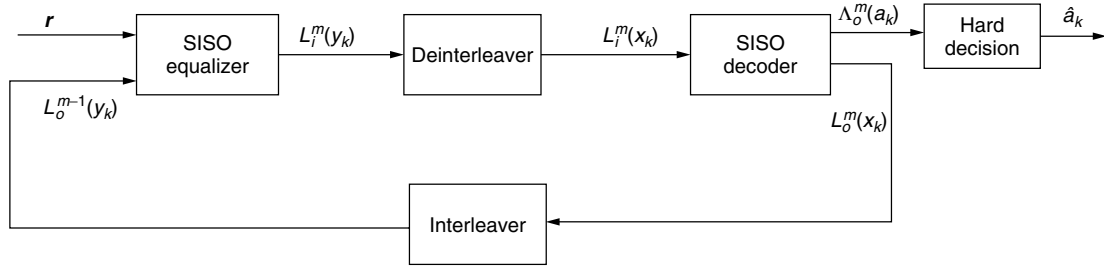 r
SISO
equalizer
L_i^m(y_k)
Deinterleaver
L_i^m(x_k)
SISO
decoder
Λ_o^m(a_k)
Hard
decision
â_k
L_o^{m–1}(y_k)
L_o^m(x_k)
Interleaver